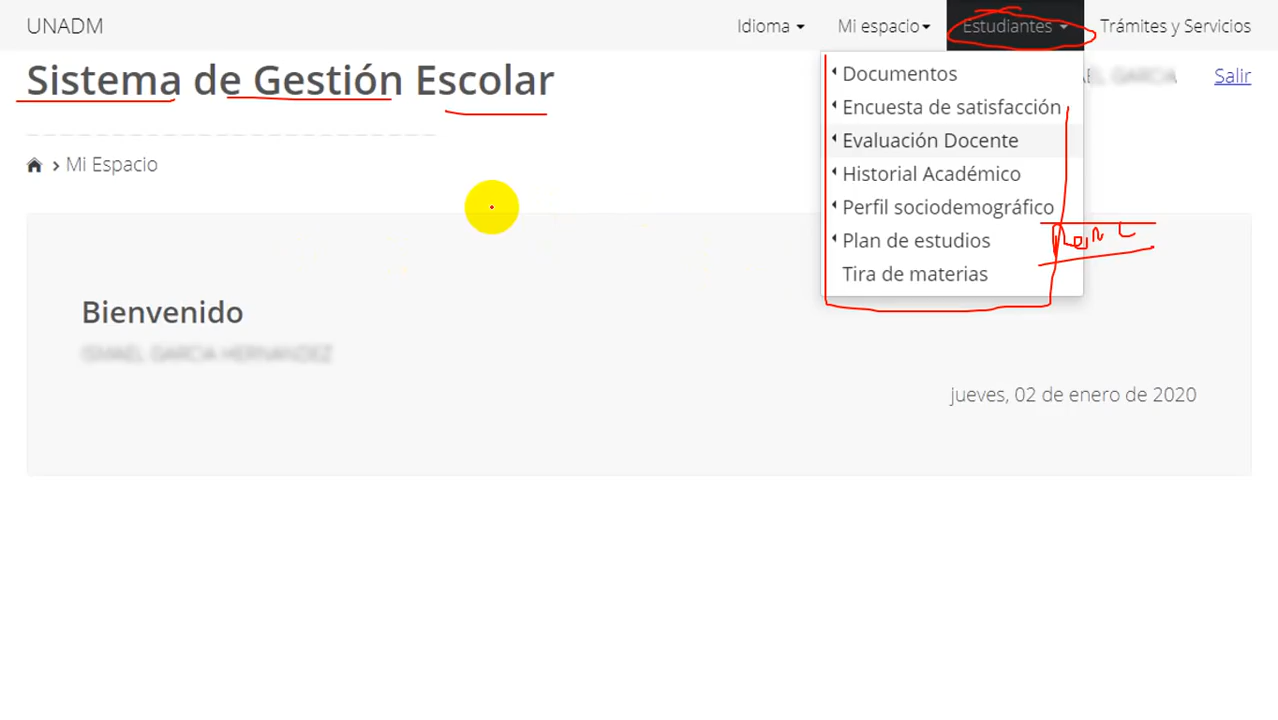 UNADM
Idioma
Mi espacio
Estudiantes
Trámites y Servicios
Sistema de Gestión Escolar
Salir
Mi Espacio
Documentos
Encuesta de satisfacción
Evaluación Docente
Historial Académico
Perfil sociodemográfico
Plan de estudios
Tira de materias
Bienvenido
jueves, 02 de enero de 2020